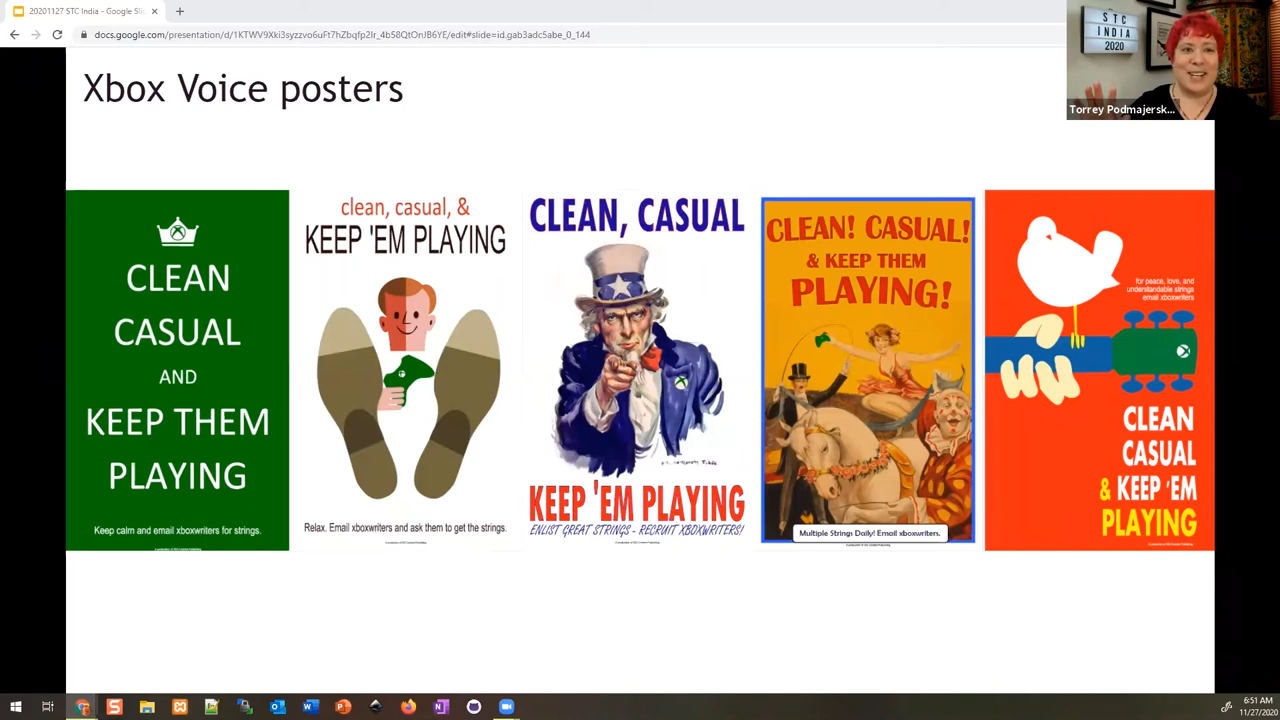 20201127 STC India - Google Sli
docs.google.com/presentation/d/1KTWV9Xki3syzzvo6uFt7hZbqfp2lr_4b58QtOnJB6YE/edit#slide=id.gab3adc5abe_0_144
STC
INDIA
2020
Torrey Podmajersk...
Xbox Voice posters
CLEAN
CASUAL
AND
KEEP THEM
PLAYING
Keep calm and email xboxwriters for strings.
clean, casual, &
KEEP 'EM PLAYING
Relax. Email xboxwriters and ask them to get the strings.
CLEAN, CASUAL
KEEP 'EM PLAYING
ENLIST GREAT STRINGS - RECRUIT XBOXWRITERS!
CLEAN! CASUAL!
& KEEP THEM
PLAYING!
Multiple Strings Daily! Email xboxwriters.
for peace, love, and
understandable strings
email xboxwriters
CLEAN
CASUAL
& KEEP 'EM
PLAYING
6:51 AM
11/27/2020